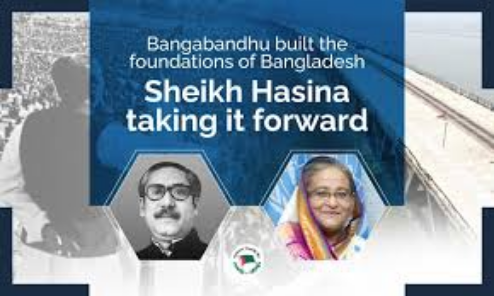 Bangabandhu built the
foundations of Bangladesh
Sheikh Hasina
taking it forward